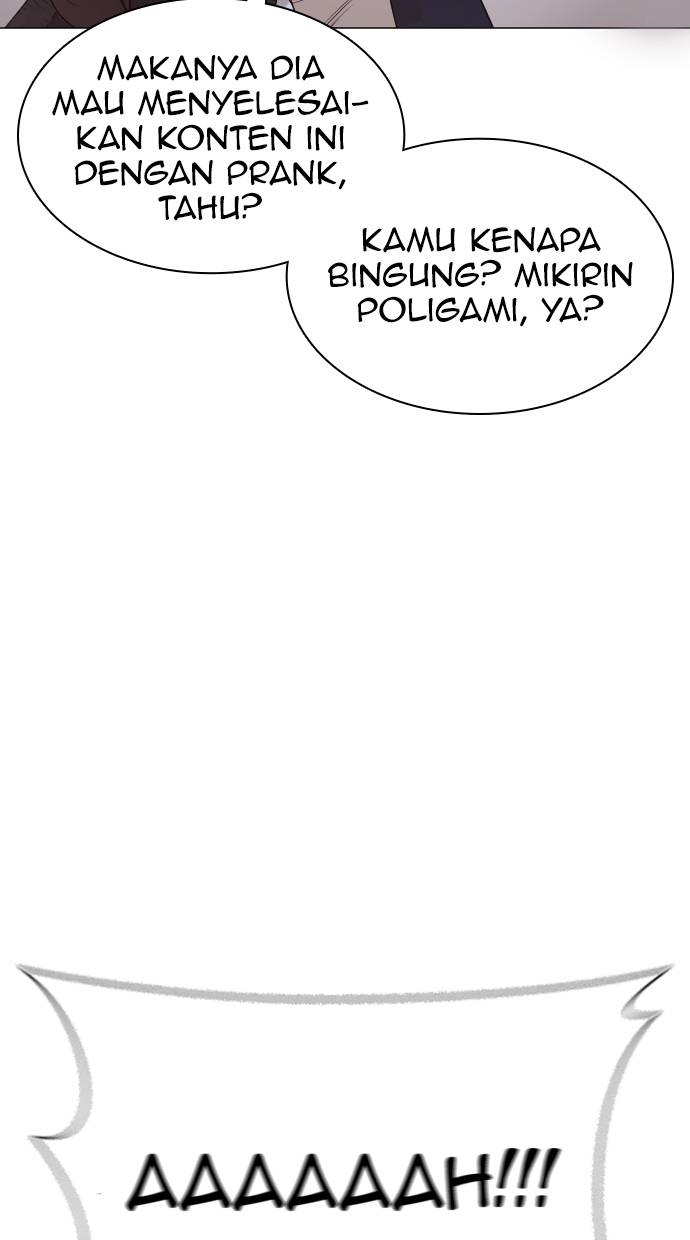 MAKANYA DIA
MAU MENYELESAI-
KAN KONTEN INI
DENGAN PRANK,
TAHU?
KAMU KENAPA
BINGUNG? MIKIRIN
POLIGAMI, YA?
AAAAAAH!!!